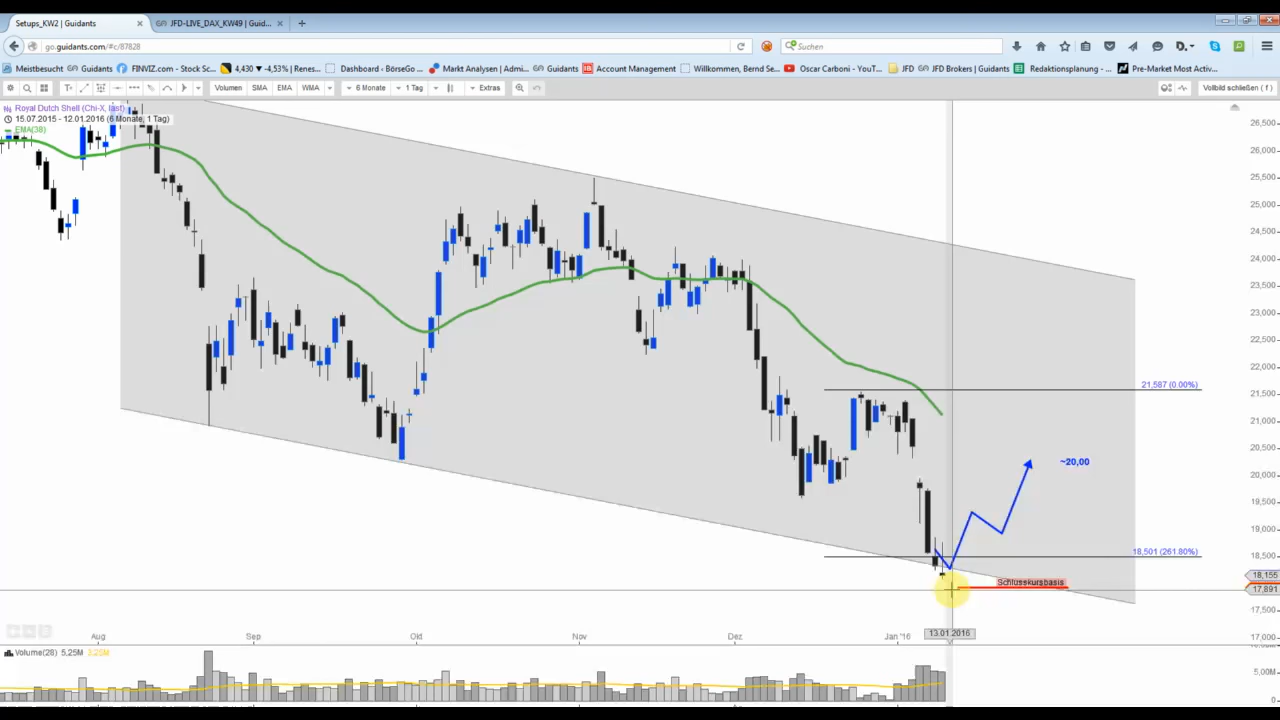 Setups_KW2 | Guidants
JFD-LIVE_DAX_KW49 | Guid...
go.guidants.com/#c/87828
Suchen
Meistbesucht Guidants FINVIZ.com - Stock Sc... 4,430 ▼ -4,53% | Renes... Dashboard - BörseGo ... Markt Analysen | Admi... Guidants Account Management Willkommen, Bernd Se... Oscar Carboni - YouT... JFD JFD Brokers | Guidants Redaktionsplanung - ... Pre-Market Most Activ...
Volumen SMA EMA WMA 6 Monate 1 Tag Extras Vollbild schließen ( f )
Royal Dutch Shell (Chi-X, last)
15.07.2015 - 12.01.2016 (6 Monate, 1 Tag)
EMA(38)
26,500
26,000
25,500
25,000
24,500
24,000
23,500
23,000
22,500
22,000
21,587 (0.00%)
21,500
21,000
20,500
~20,00
20,000
19,500
19,000
18,501 (261.80%)
18,500
18,155
Schlusskursbasis
17,891
17,500
17,000
Aug Sep Okt Nov Dez Jan '16
13.01.2016
Volume(28) 5,25M 3,25M
5,00M
0